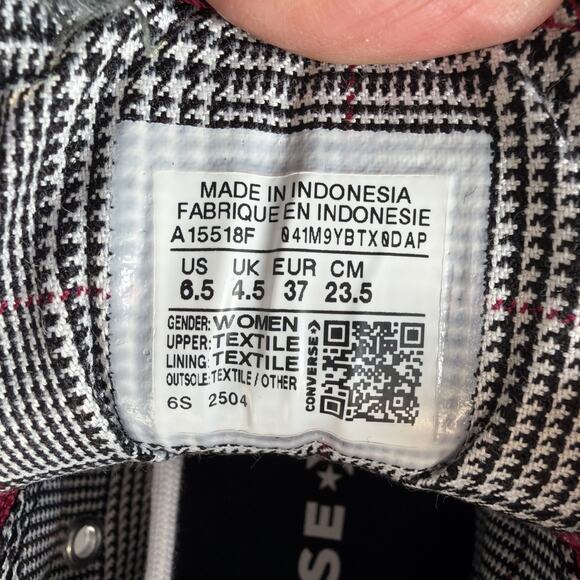 MADE IN INDONESIA
FABRIQUE EN INDONESIE
A15518F 041M9YBTX0DAP
US UK EUR CM
6.5 4.5 37 23.5
GENDER: WOMEN
UPPER: TEXTILE
LINING: TEXTILE
OUTSOLE: TEXTILE / OTHER
6S 2504
CONVERSE
SE